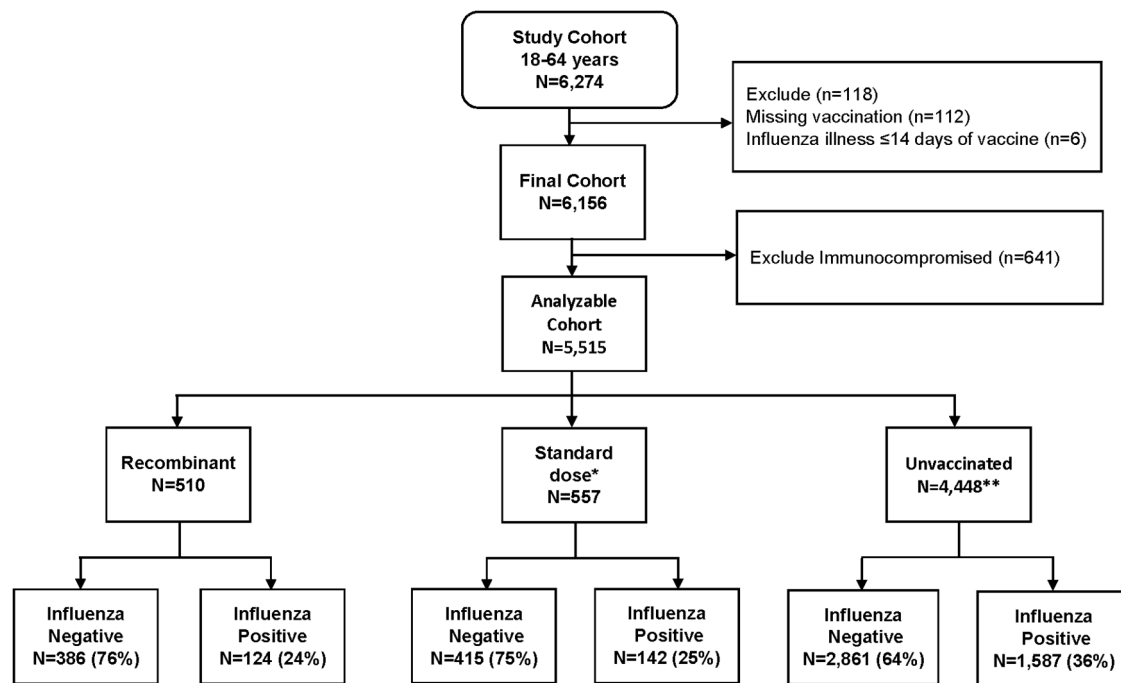 Study Cohort
18-64 years
N=6,274
Exclude (n=118)
Missing vaccination (n=112)
Influenza illness ≤14 days of vaccine (n=6)
Final Cohort
N=6,156
Exclude Immunocompromised (n=641)
Analyzable
Cohort
N=5,515
Recombinant
N=510
Standard
dose*
N=557
Unvaccinated
N=4,448**
Influenza
Negative
N=386 (76%)
Influenza
Positive
N=124 (24%)
Influenza
Negative
N=415 (75%)
Influenza
Positive
N=142 (25%)
Influenza
Negative
N=2,861 (64%)
Influenza
Positive
N=1,587 (36%)